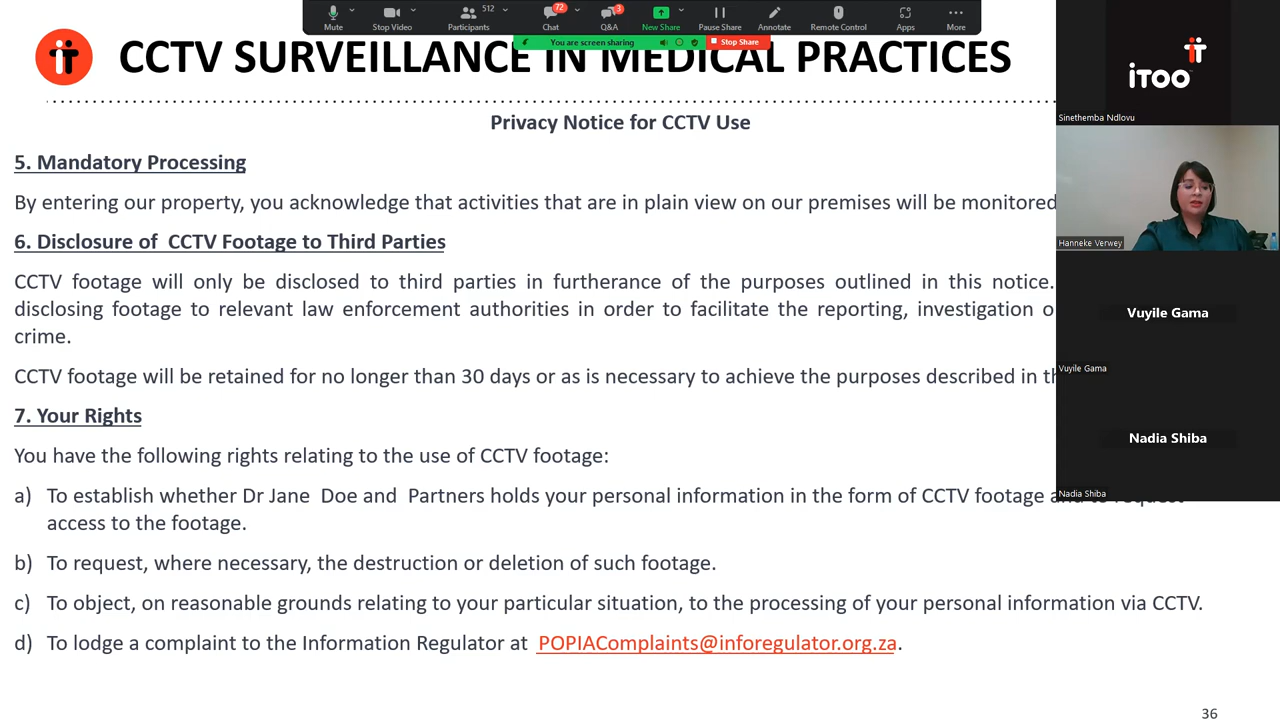 512
72
3
Mute
Stop Video
Participants
Chat
Q&A
New Share
Pause Share
Annotate
Remote Control
Apps
More
You are screen sharing
Stop Share
CCTV SURVEILLANCE IN MEDICAL PRACTICES
iTOO
Sinethemba Ndlovu
Privacy Notice for CCTV Use
5. Mandatory Processing
By entering our property, you acknowledge that activities that are in plain view on our premises will be monitored
Hanneke Verwey
6. Disclosure of CCTV Footage to Third Parties
CCTV footage will only be disclosed to third parties in furtherance of the purposes outlined in this notice.
disclosing footage to relevant law enforcement authorities in order to facilitate the reporting, investigation
crime.
Vuyile Gama
Vuyile Gama
CCTV footage will be retained for no longer than 30 days or as is necessary to achieve the purposes described in
7. Your Rights
Nadia Shiba
Nadia Shiba
You have the following rights relating to the use of CCTV footage:
a) To establish whether Dr Jane Doe and Partners holds your personal information in the form of CCTV footage and to request
access to the footage.
b) To request, where necessary, the destruction or deletion of such footage.
c) To object, on reasonable grounds relating to your particular situation, to the processing of your personal information via CCTV.
d) To lodge a complaint to the Information Regulator at POPIAComplaints@inforegulator.org.za.
36